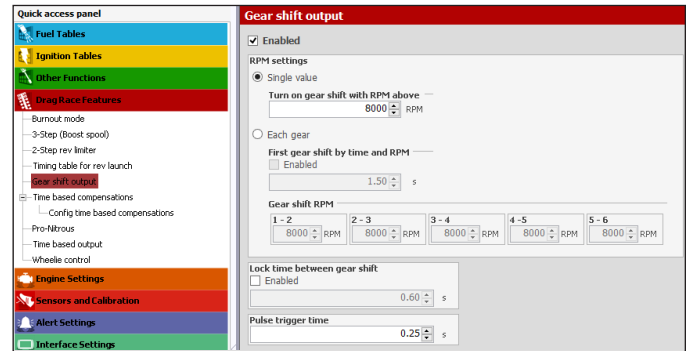 Quick access panel
Fuel Tables
Ignition Tables
Other Functions
Drag Race Features
Burnout mode
3-Step (Boost spool)
2-Step rev limiter
Timing table for rev launch
Gear shift output
Time based compensations
Config time based compensations
Pro-Nitrous
Time based output
Wheelie control
Engine Settings
Sensors and Calibration
Alert Settings
Interface Settings
Gear shift output
Enabled
RPM settings
Single value
Turn on gear shift with RPM above
8000 RPM
Each gear
First gear shift by time and RPM
Enabled
1.50 s
Gear shift RPM
1 - 2 2 - 3 3 - 4 4 -5 5 - 6
8000 RPM 8000 RPM 8000 RPM 8000 RPM 8000 RPM
Lock time between gear shift
Enabled
0.60 s
Pulse trigger time
0.25 s